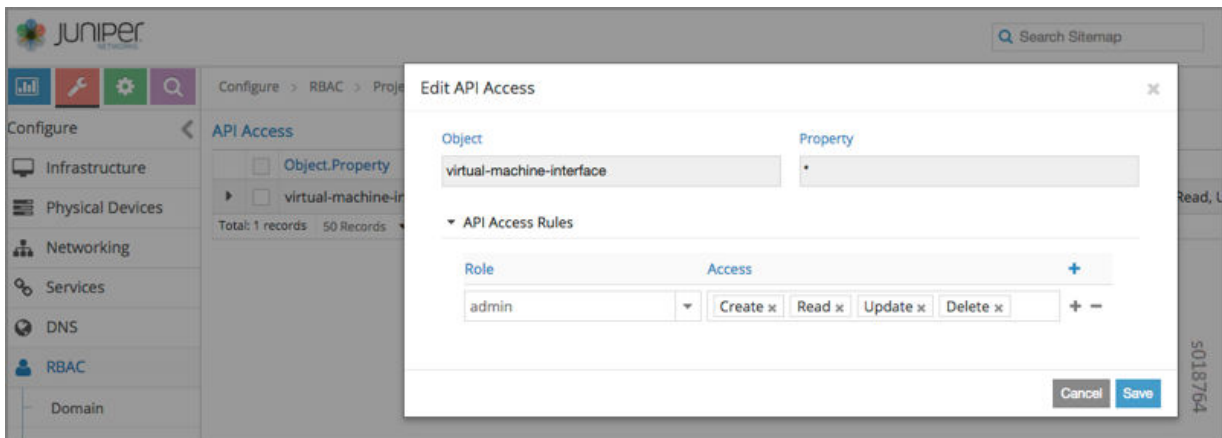 JUNIPER
NETWORKS
Search Sitemap
Configure > RBAC > Proje
Configure
Infrastructure
Physical Devices
Networking
Services
DNS
RBAC
Domain
API Access
Object.Property
virtual-machine-in
Total: 1 records 50 Records
Read, U
Edit API Access
Object
Property
virtual-machine-interface
*
API Access Rules
Role
Access
admin
Create x Read x Update x Delete x
Cancel
Save
s018764